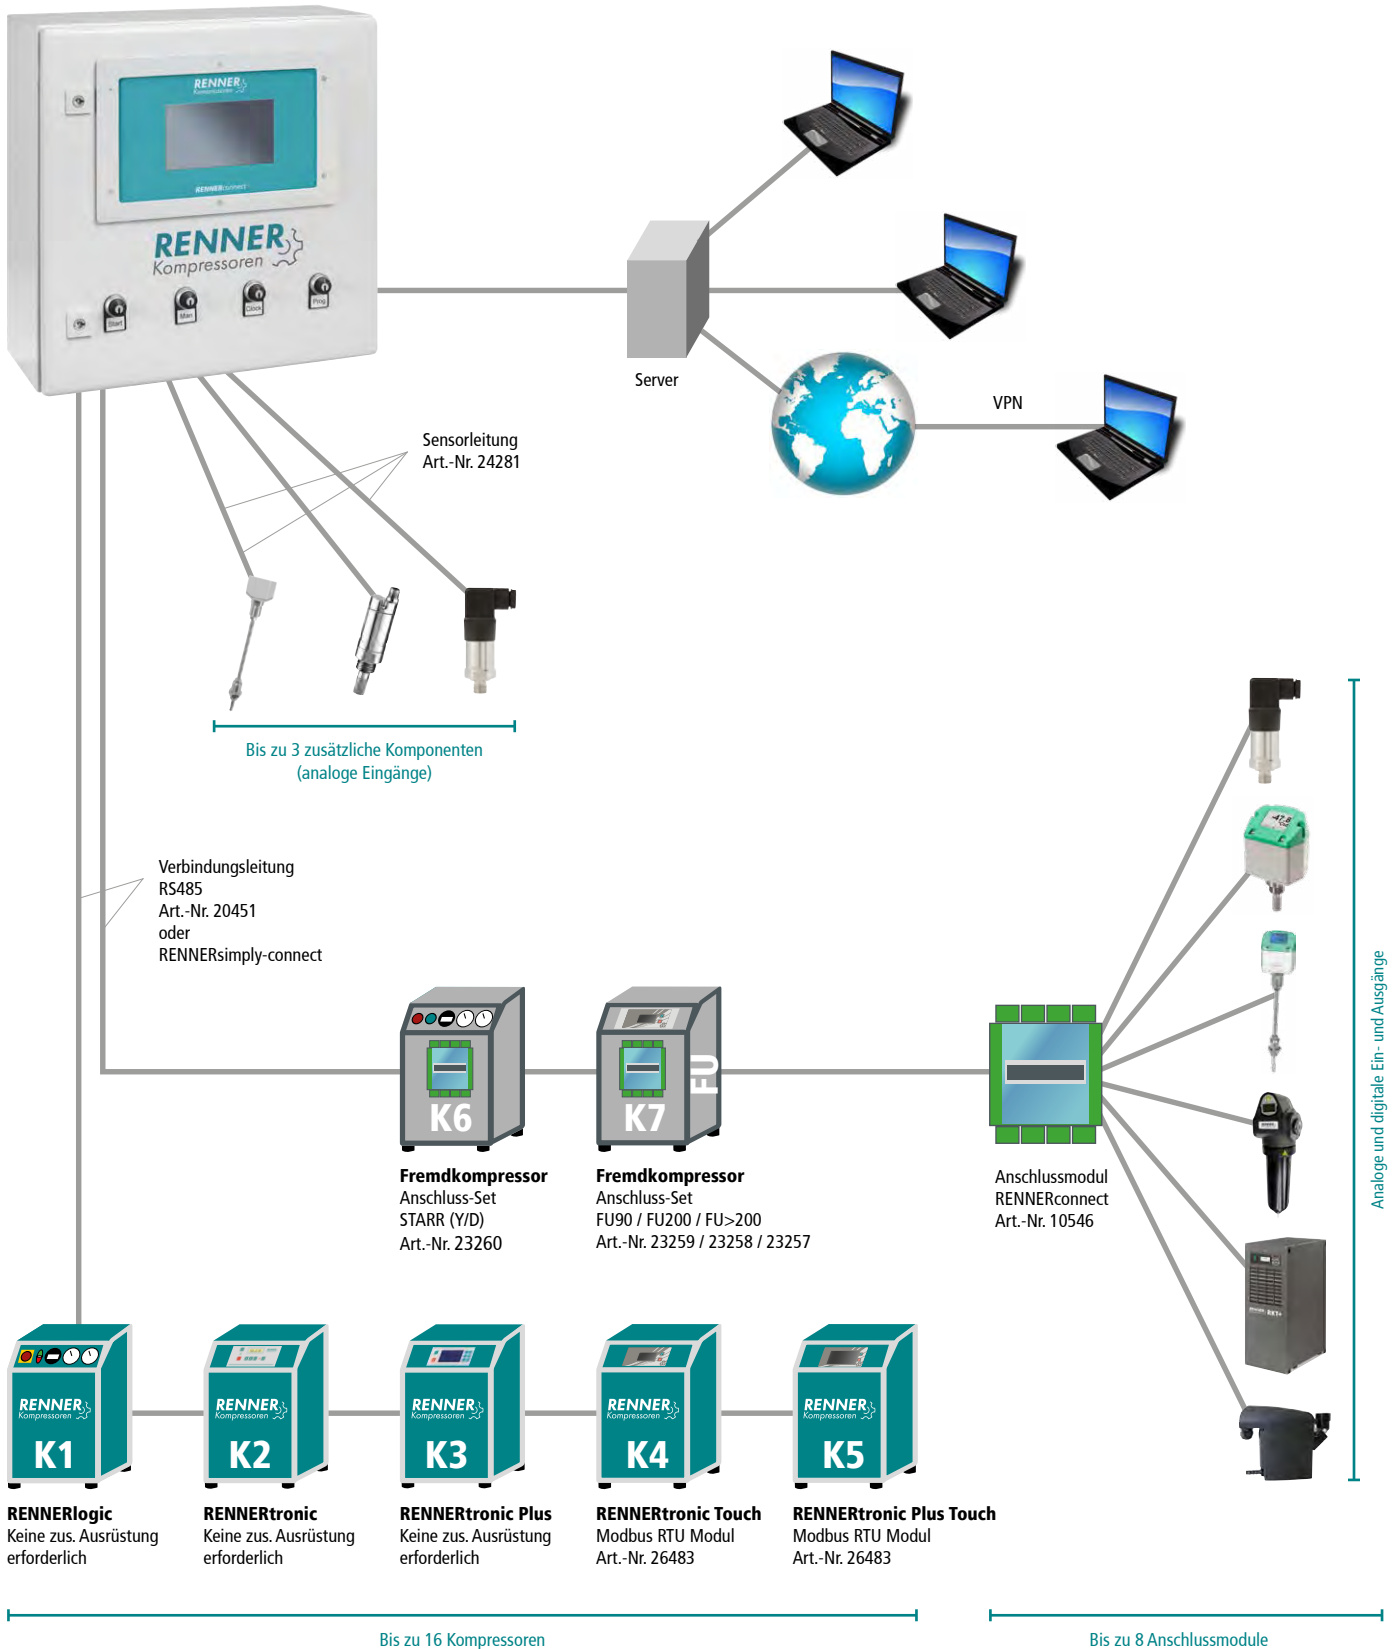 RENNER
Kompressoren
RENNERconnect
RENNER
Kompressoren
Start
Man
Clock
Prog
Server
VPN
Sensorleitung
Art.-Nr. 24281
Bis zu 3 zusätzliche Komponenten
(analoge Eingänge)
Verbindungsleitung
RS485
Art.-Nr. 20451
oder
RENNERsimply-connect
-47.8
K6
K7
FU
Fremdkompressor
Anschluss-Set
STARR (Y/D)
Art.-Nr. 23260
Fremdkompressor
Anschluss-Set
FU90 / FU200 / FU>200
Art.-Nr. 23259 / 23258 / 23257
Anschlussmodul
RENNERconnect
Art.-Nr. 10546
RKT+
Analoge und digitale Ein- und Ausgänge
RENNER
Kompressoren
K1
RENNER
Kompressoren
K2
RENNER
Kompressoren
K3
RENNER
Kompressoren
K4
RENNER
Kompressoren
K5
RENNERlogic
Keine zus. Ausrüstung
erforderlich
RENNERtronic
Keine zus. Ausrüstung
erforderlich
RENNERtronic Plus
Keine zus. Ausrüstung
erforderlich
RENNERtronic Touch
Modbus RTU Modul
Art.-Nr. 26483
RENNERtronic Plus Touch
Modbus RTU Modul
Art.-Nr. 26483
Bis zu 16 Kompressoren
Bis zu 8 Anschlussmodule